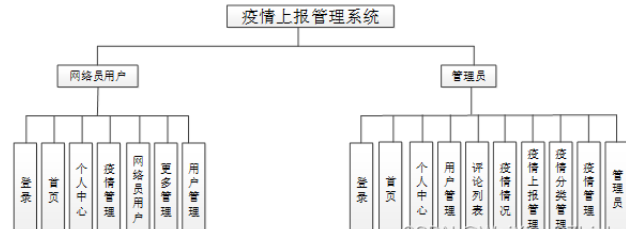 疫情上报管理系统
网络员用户
管理员
登录
首页
个人中心
疫情管理
网络员用户
更多管理
用户管理
登录
首页
个人中心
用户管理
评论列表
疫情情况
疫情上报管理
疫情分类管理
疫情管理
管理员